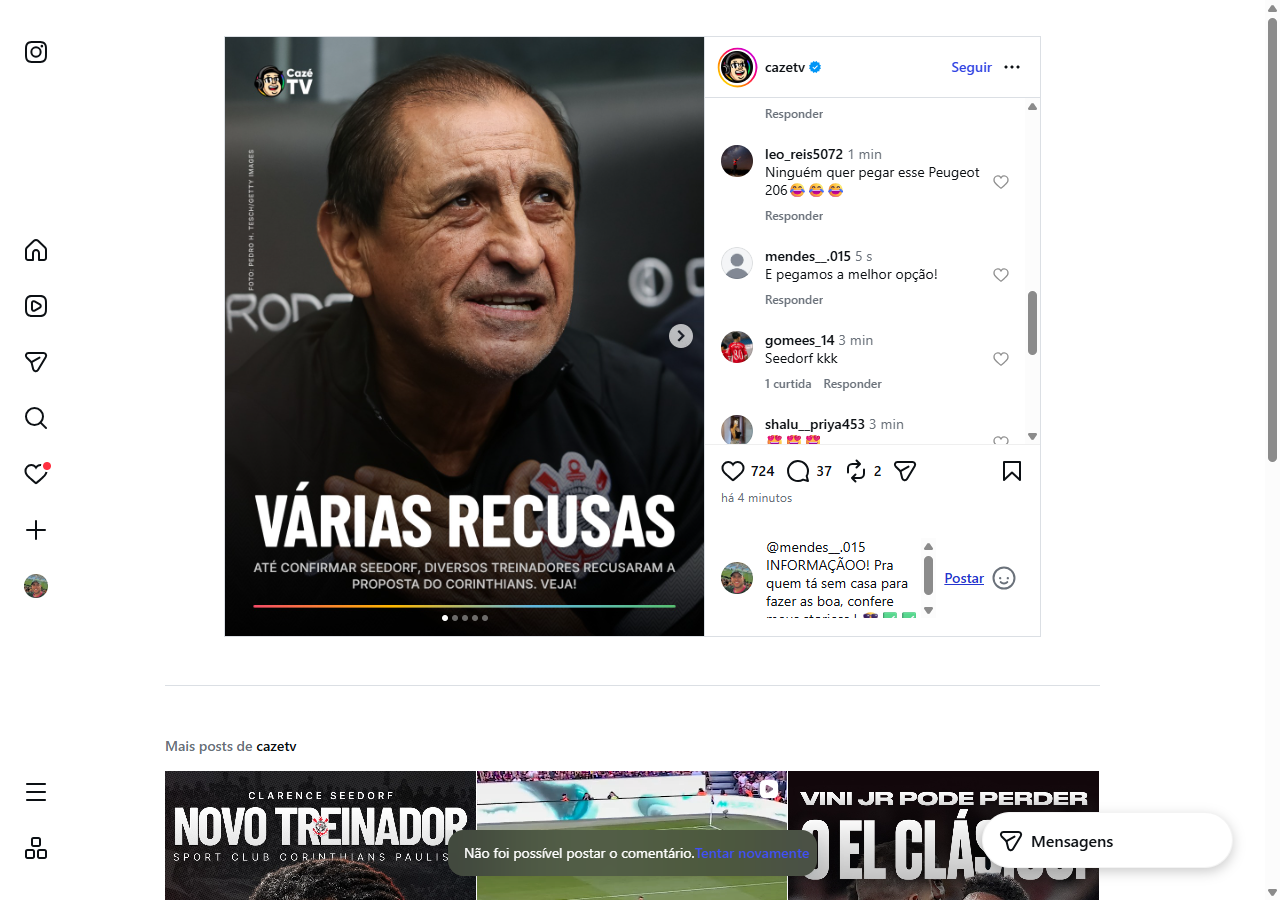 Cazé
TV
FOTO: PEDRO H. TESCH/GETTY IMAGES
VÁRIAS RECUSAS
ATÉ CONFIRMAR SEEDORF, DIVERSOS TREINADORES RECUSARAM A
PROPOSTA DO CORINTHIANS. VEJA!
cazetv
Seguir
Responder
leo_reis5072 1 min
Ninguém quer pegar esse Peugeot
206😂😂😂
Responder
mendes__.015 5 s
E pegamos a melhor opção!
Responder
gomees_14 3 min
Seedorf kkk
1 curtida Responder
shalu__priya453 3 min
😍😍😍
724 37 2
há 4 minutos
@mendes__.015
INFORMAÇÃOO! Pra
quem tá sem casa para
fazer as boa, confere
Postar
Mais posts de cazetv
CLARENCE SEEDORF
NOVO TREINADOR
SPORT CLUB CORINTHIANS PAULIS
VINI JR PODE PERDER
O EL CLÁSS
Não foi possível postar o comentário.Tentar novamente
Mensagens